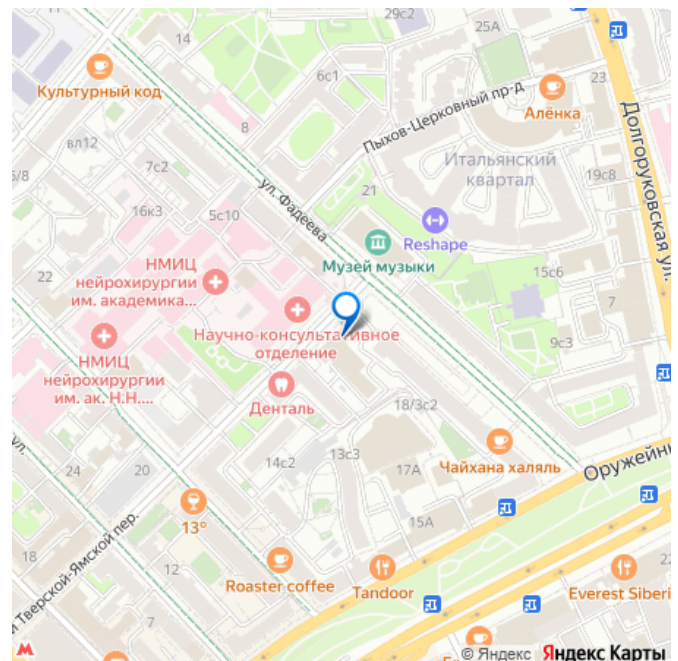 29с2
25А
14
Культурный код
6с1
23
Алёнка
Пыхов-Церковный пр-д
Долгоруковская ул.
8
вл12
Итальянский
квартал
6/8
7с2
ул. Фадеева
21
19с8
16к3
5с10
Reshape
НМИЦ
нейрохирургии
им. академика...
Музей музыки
22
15с6
Научно-консультативное
отделение
9с3
НМИЦ
нейрохирургии
им. ак. Н.Н....
Денталь
18/3с2
ул.
Чайхана халяль
24
20
14с2
13с3
17А
Оружейн
13°
15А
й Тверской-Ямской пер.
18
12
Roaster coffee
Tandoor
Everest Siberi
22
16
© Яндекс Яндекс Карты